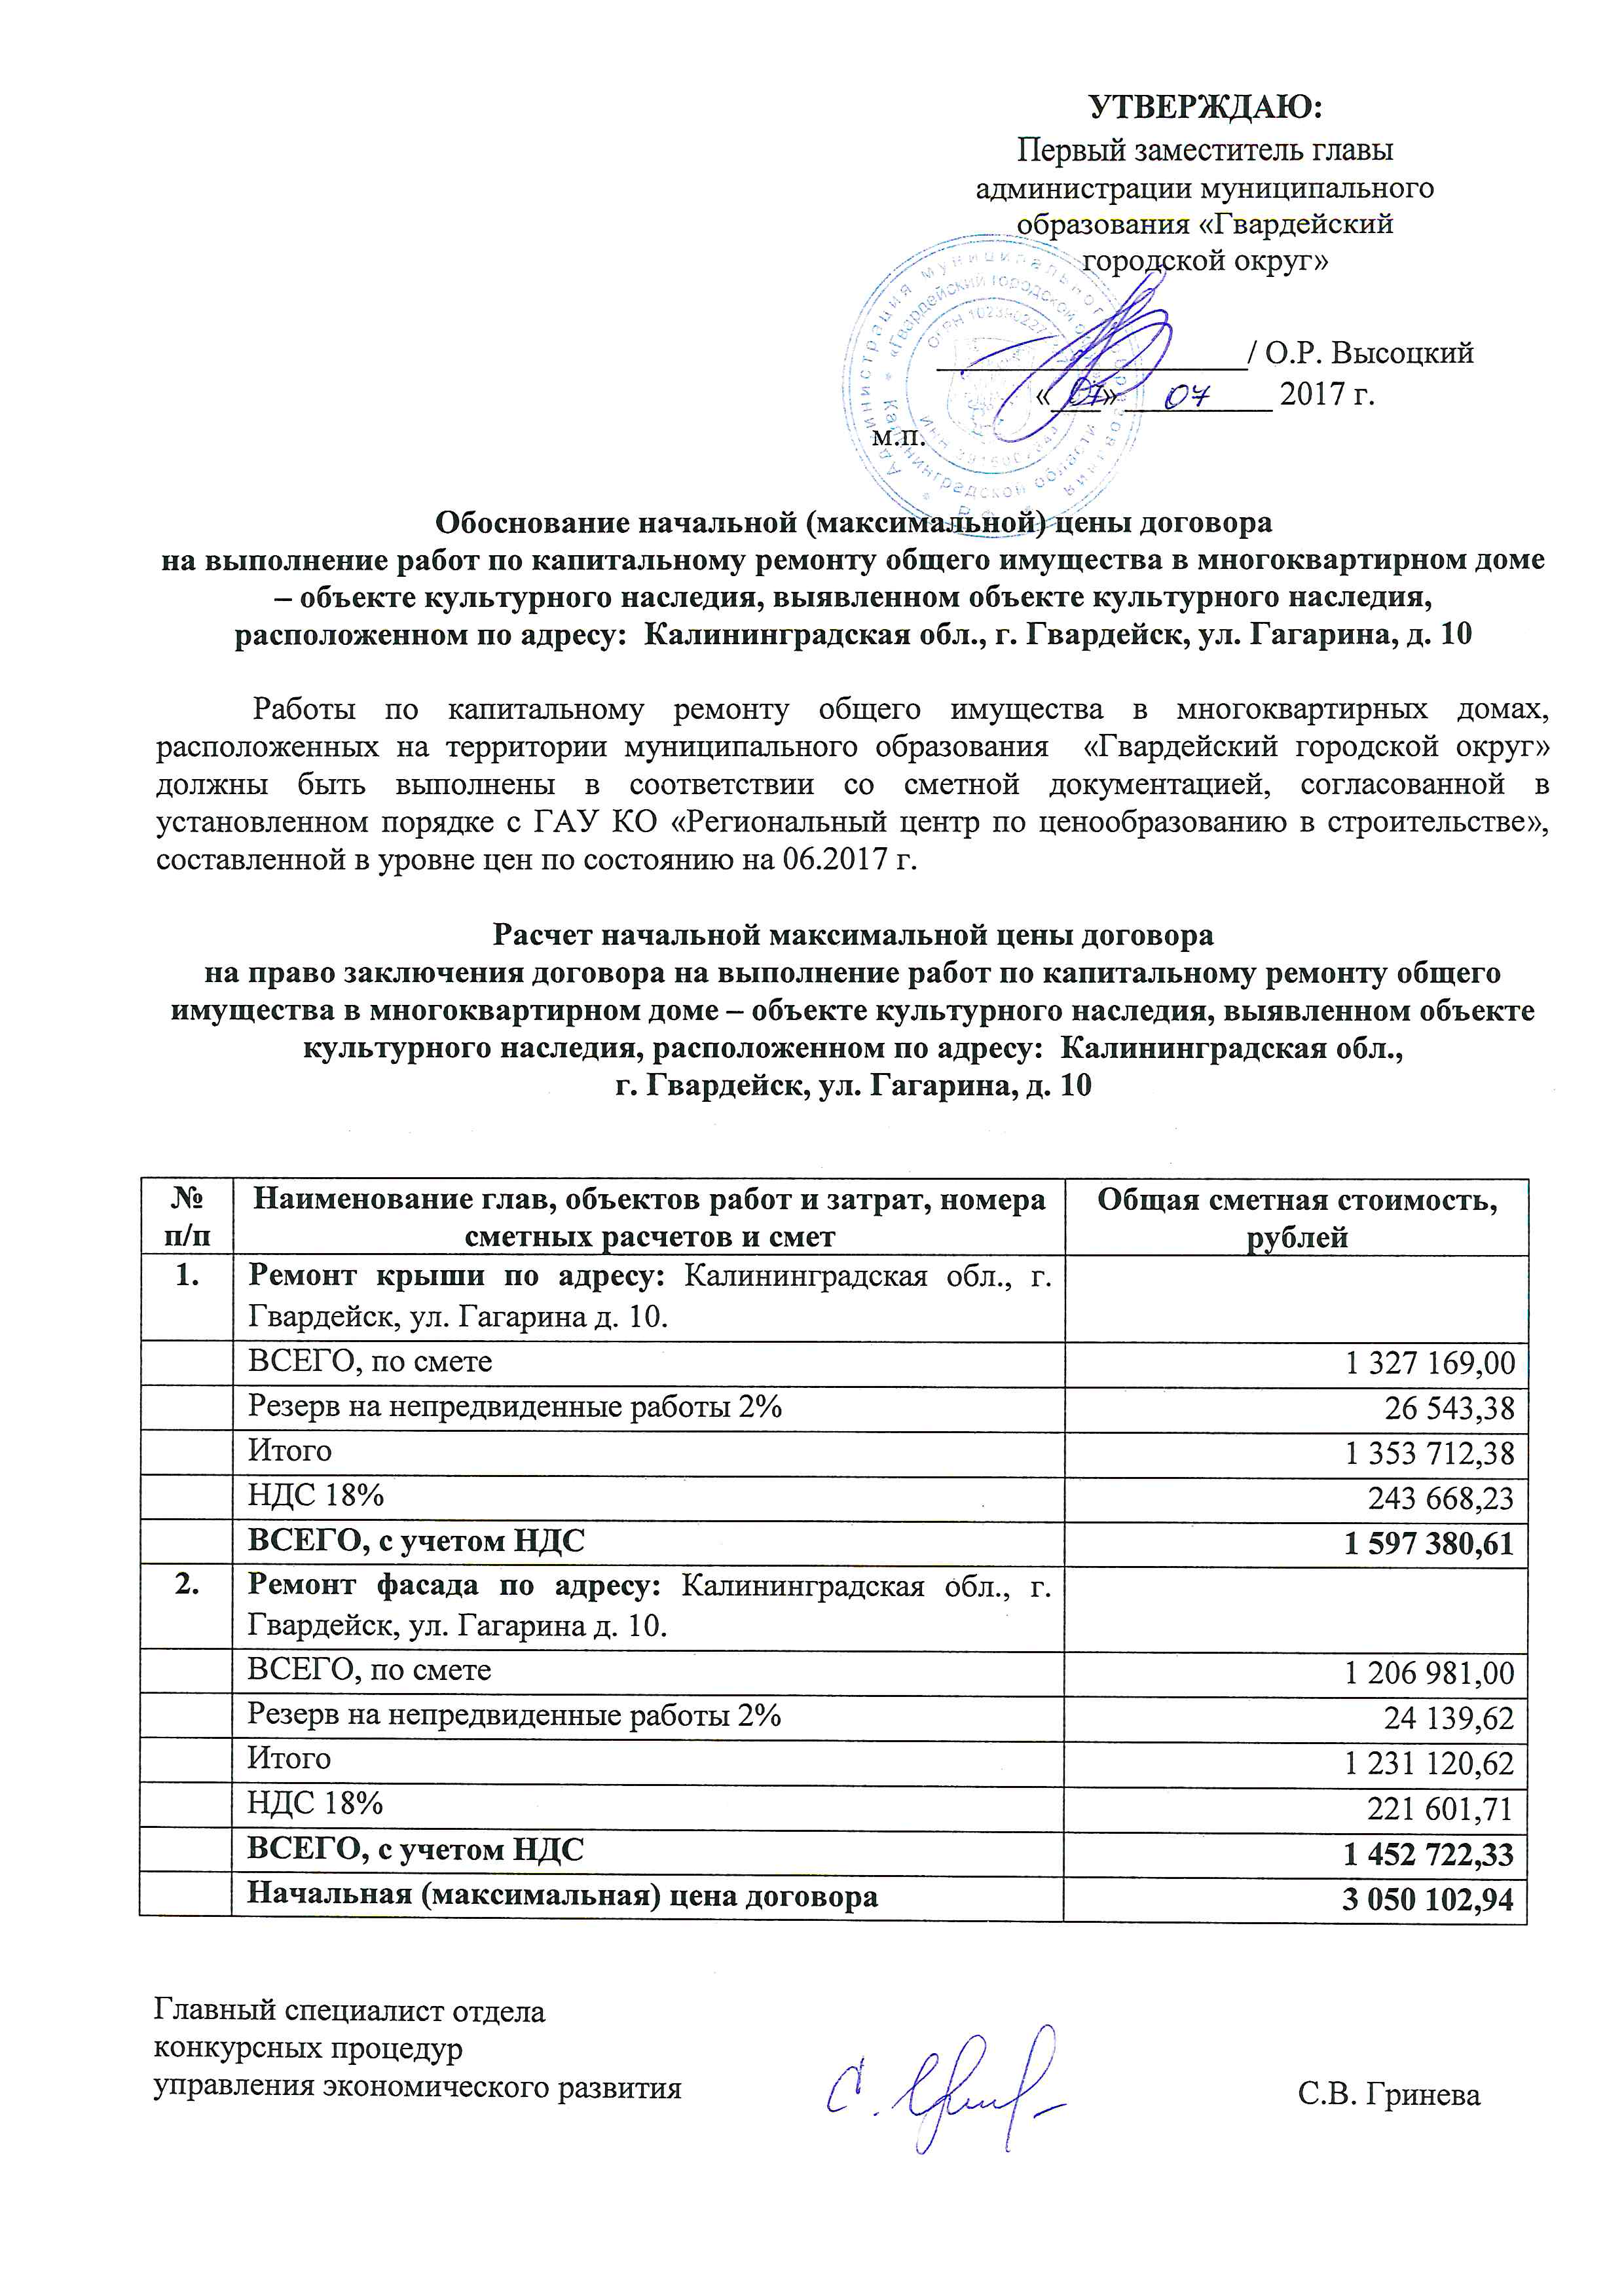 УТВЕРЖДАЮ:
Первый заместитель главы
администрации муниципального
образования «Гвардейский
городской округ»
/ О.Р. Высоцкий
«07» 07 2017 г.
м.п.
Обоснование начальной (максимальной) цены договора
на выполнение работ по капитальному ремонту общего имущества в многоквартирном доме
– объекте культурного наследия, выявленном объекте культурного наследия,
расположенном по адресу: Калининградская обл., г. Гвардейск, ул. Гагарина, д. 10
Работы по капитальному ремонту общего имущества в многоквартирных домах,
расположенных на территории муниципального образования «Гвардейский городской округ»
должны быть выполнены в соответствии со сметной документацией, согласованной в
установленном порядке с ГАУ КО «Региональный центр по ценообразованию в строительстве»,
составленной в уровне цен по состоянию на 06.2017 г.
Расчет начальной максимальной цены договора
на право заключения договора на выполнение работ по капитальному ремонту общего
имущества в многоквартирном доме – объекте культурного наследия, выявленном объекте
культурного наследия, расположенном по адресу: Калининградская обл.,
г. Гвардейск, ул. Гагарина, д. 10
№ Наименование глав, объектов работ и затрат, номера Общая сметная стоимость,
п/п сметных расчетов и смет рублей
1. Ремонт крыши по адресу: Калининградская обл., г.
Гвардейск, ул. Гагарина д. 10.
ВСЕГО, по смете 1 327 169,00
Резерв на непредвиденные работы 2% 26 543,38
Итого 1 353 712,38
НДС 18% 243 668,23
ВСЕГО, с учетом НДС 1 597 380,61
2. Ремонт фасада по адресу: Калининградская обл., г.
Гвардейск, ул. Гагарина д. 10.
ВСЕГО, по смете 1 206 981,00
Резерв на непредвиденные работы 2% 24 139,62
Итого 1 231 120,62
НДС 18% 221 601,71
ВСЕГО, с учетом НДС 1 452 722,33
Начальная (максимальная) цена договора 3 050 102,94
Главный специалист отдела
конкурсных процедур
управления экономического развития С.В. Гринева